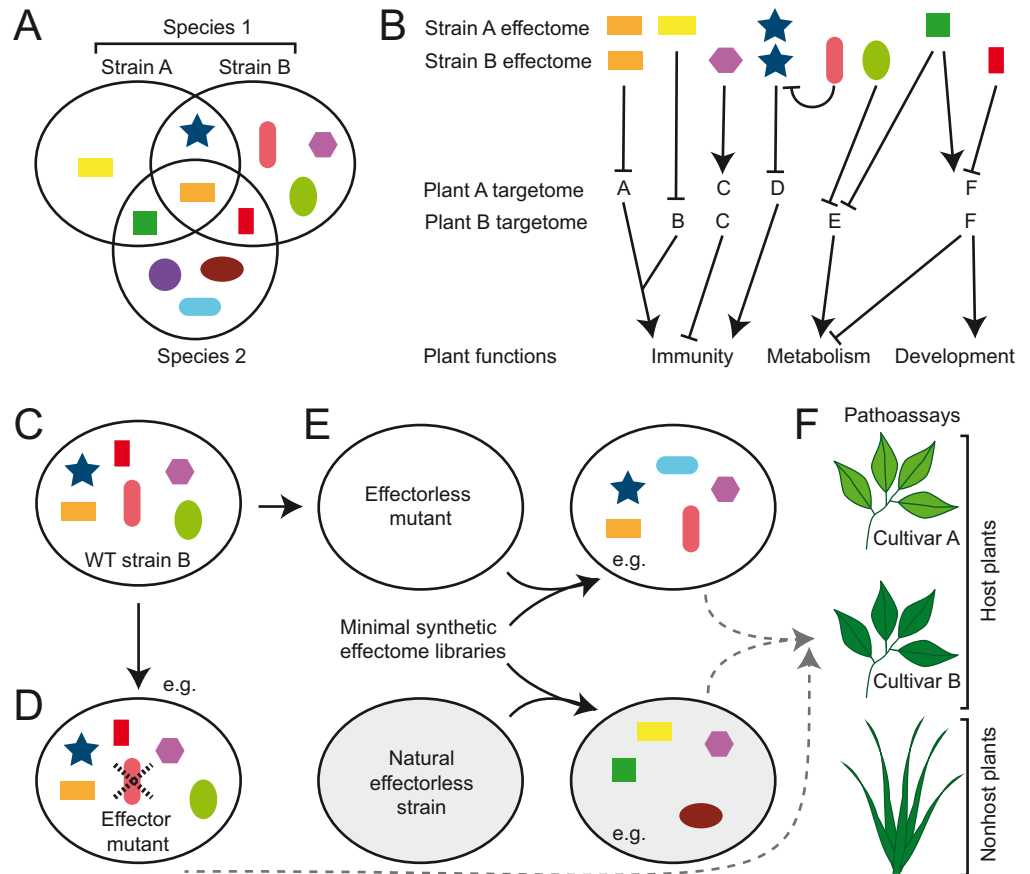 A
Species 1
Strain A
Strain B
Species 2
B
Strain A effectome
Strain B effectome
Plant A targetome
A
C
D
F
Plant B targetome
B
C
E
F
Plant functions
Immunity
Metabolism
Development
C
WT strain B
D
e.g.
Effector
mutant
E
Effectorless
mutant
e.g.
Minimal synthetic
effectome libraries
Natural
effectorless
strain
e.g.
F
Pathoassays
Cultivar A
Cultivar B
Host plants
Nonhost plants